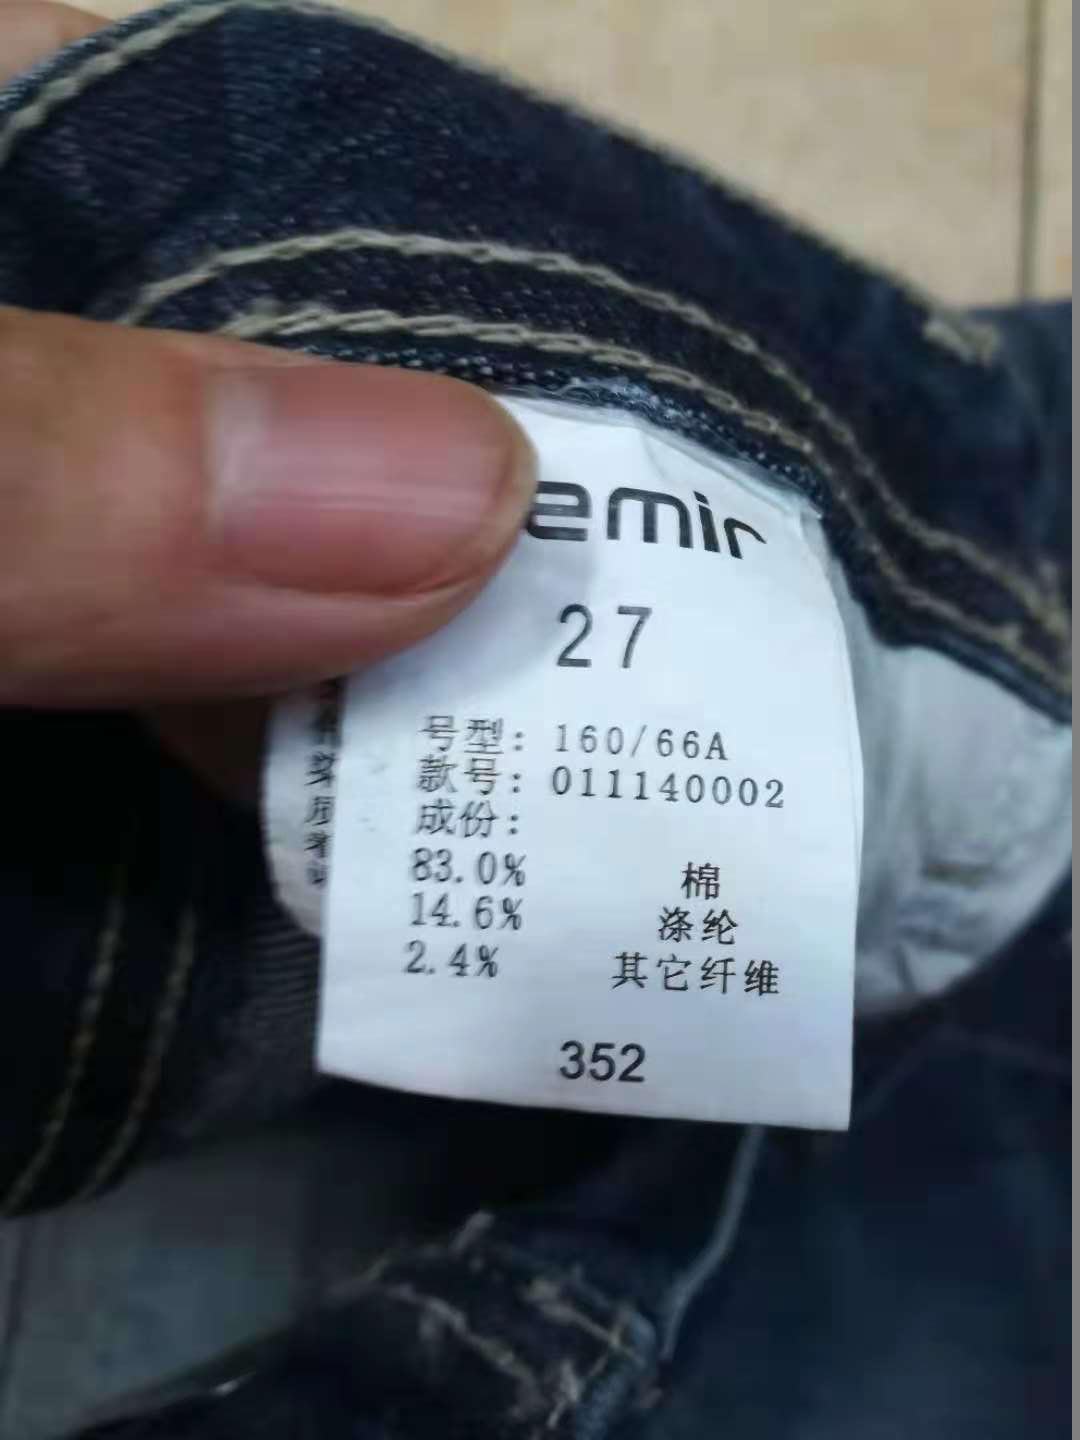 emir
27
号型: 160/66A
款号: 011140002
成份:
83.0% 棉
14.6% 涤纶
2.4% 其它纤维
352